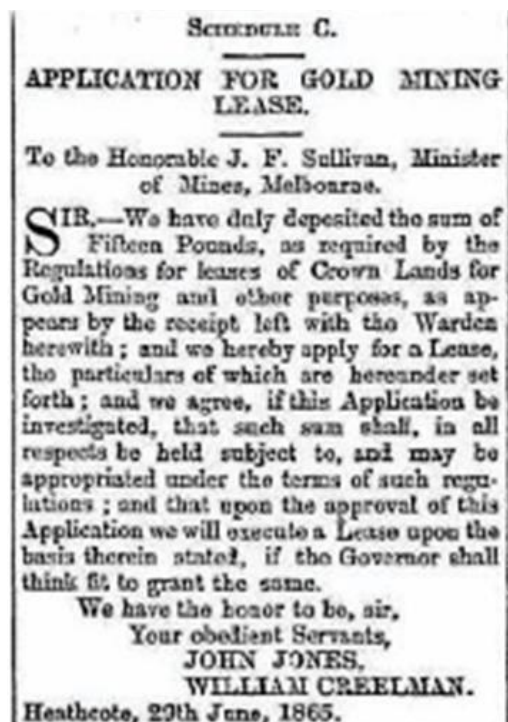 SCHEDULE C.
APPLICATION FOR GOLD MINING
LEASE.
To the Honorable J. F. Sullivan, Minister
of Mines, Melbourne.
SIR,—We have duly deposited the sum of
Fifteen Pounds, as required by the
Regulations for leases of Crown Lands for
Gold Mining and other purposes, as ap-
pears by the receipt left with the Warden
herewith; and we hereby apply for a Lease,
the particulars of which are hereunder set
forth; and we agree, if this Application be
investigated, that such sum shall, in all
respects be held subject to, and may be
appropriated under the terms of such regu-
lations; and that upon the approval of this
Application we will execute a Lease upon the
basis therein stated, if the Governor shall
think fit to grant the same.
We have the honor to be, sir,
Your obedient Servants,
JOHN JONES,
WILLIAM CREELMAN.
Heathcote, 29th June, 1865.